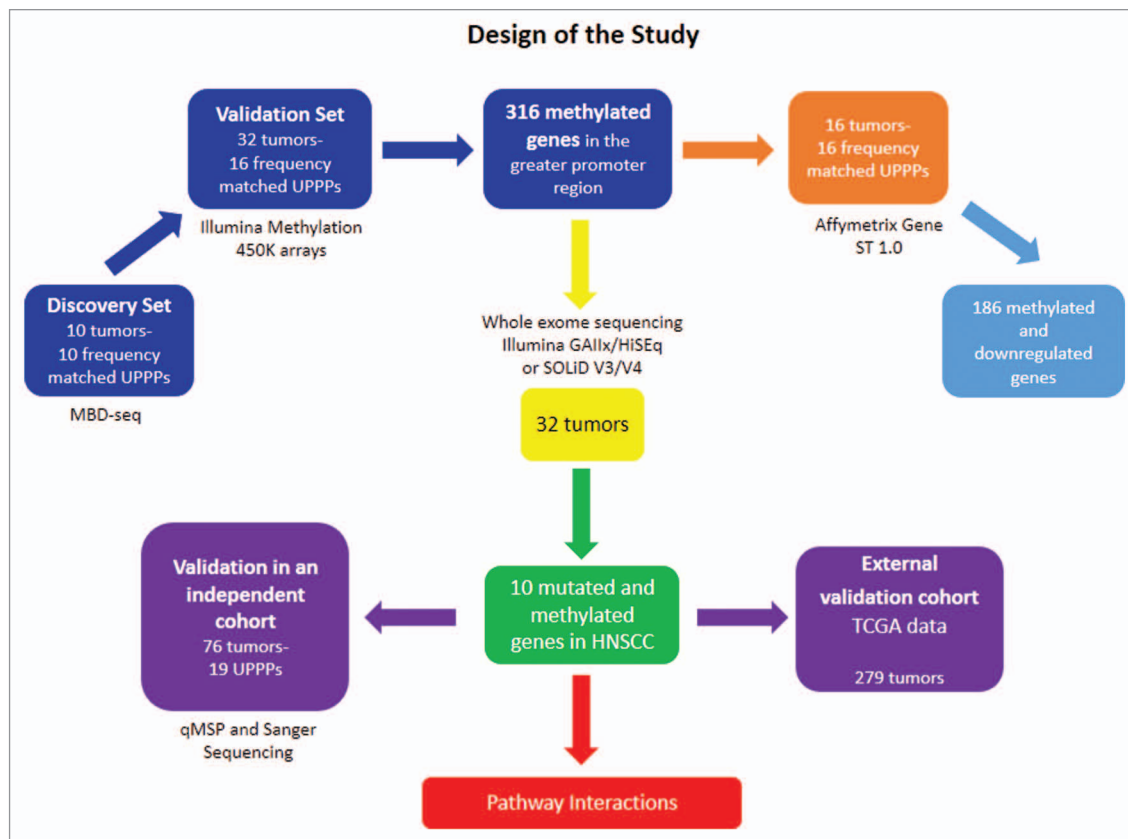 Design of the Study
Validation Set
32 tumors-
16 frequency
matched UPPPs
Illumina Methylation
450K arrays
316 methylated
genes in the
greater promoter
region
16 tumors-
16 frequency
matched UPPPs
Affymetrix Gene
ST 1.0
Discovery Set
10 tumors-
10 frequency
matched UPPPs
MBD-seq
186 methylated
and
downregulated
genes
Whole exome sequencing
Illumina GAIIx/HiSEq
or SOLiD V3/V4
32 tumors
Validation in an
independent
cohort
76 tumors-
19 UPPPs
qMSP and Sanger
Sequencing
10 mutated and
methylated
genes in HNSCC
External
validation cohort
TCGA data
279 tumors
Pathway Interactions